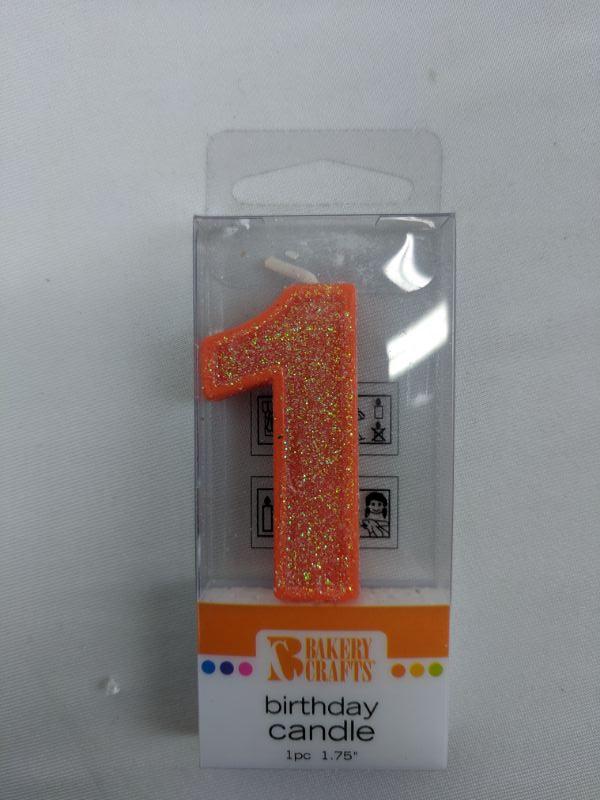 1
BAKERY
CRAFTS
birthday
candle
1pc 1.75"